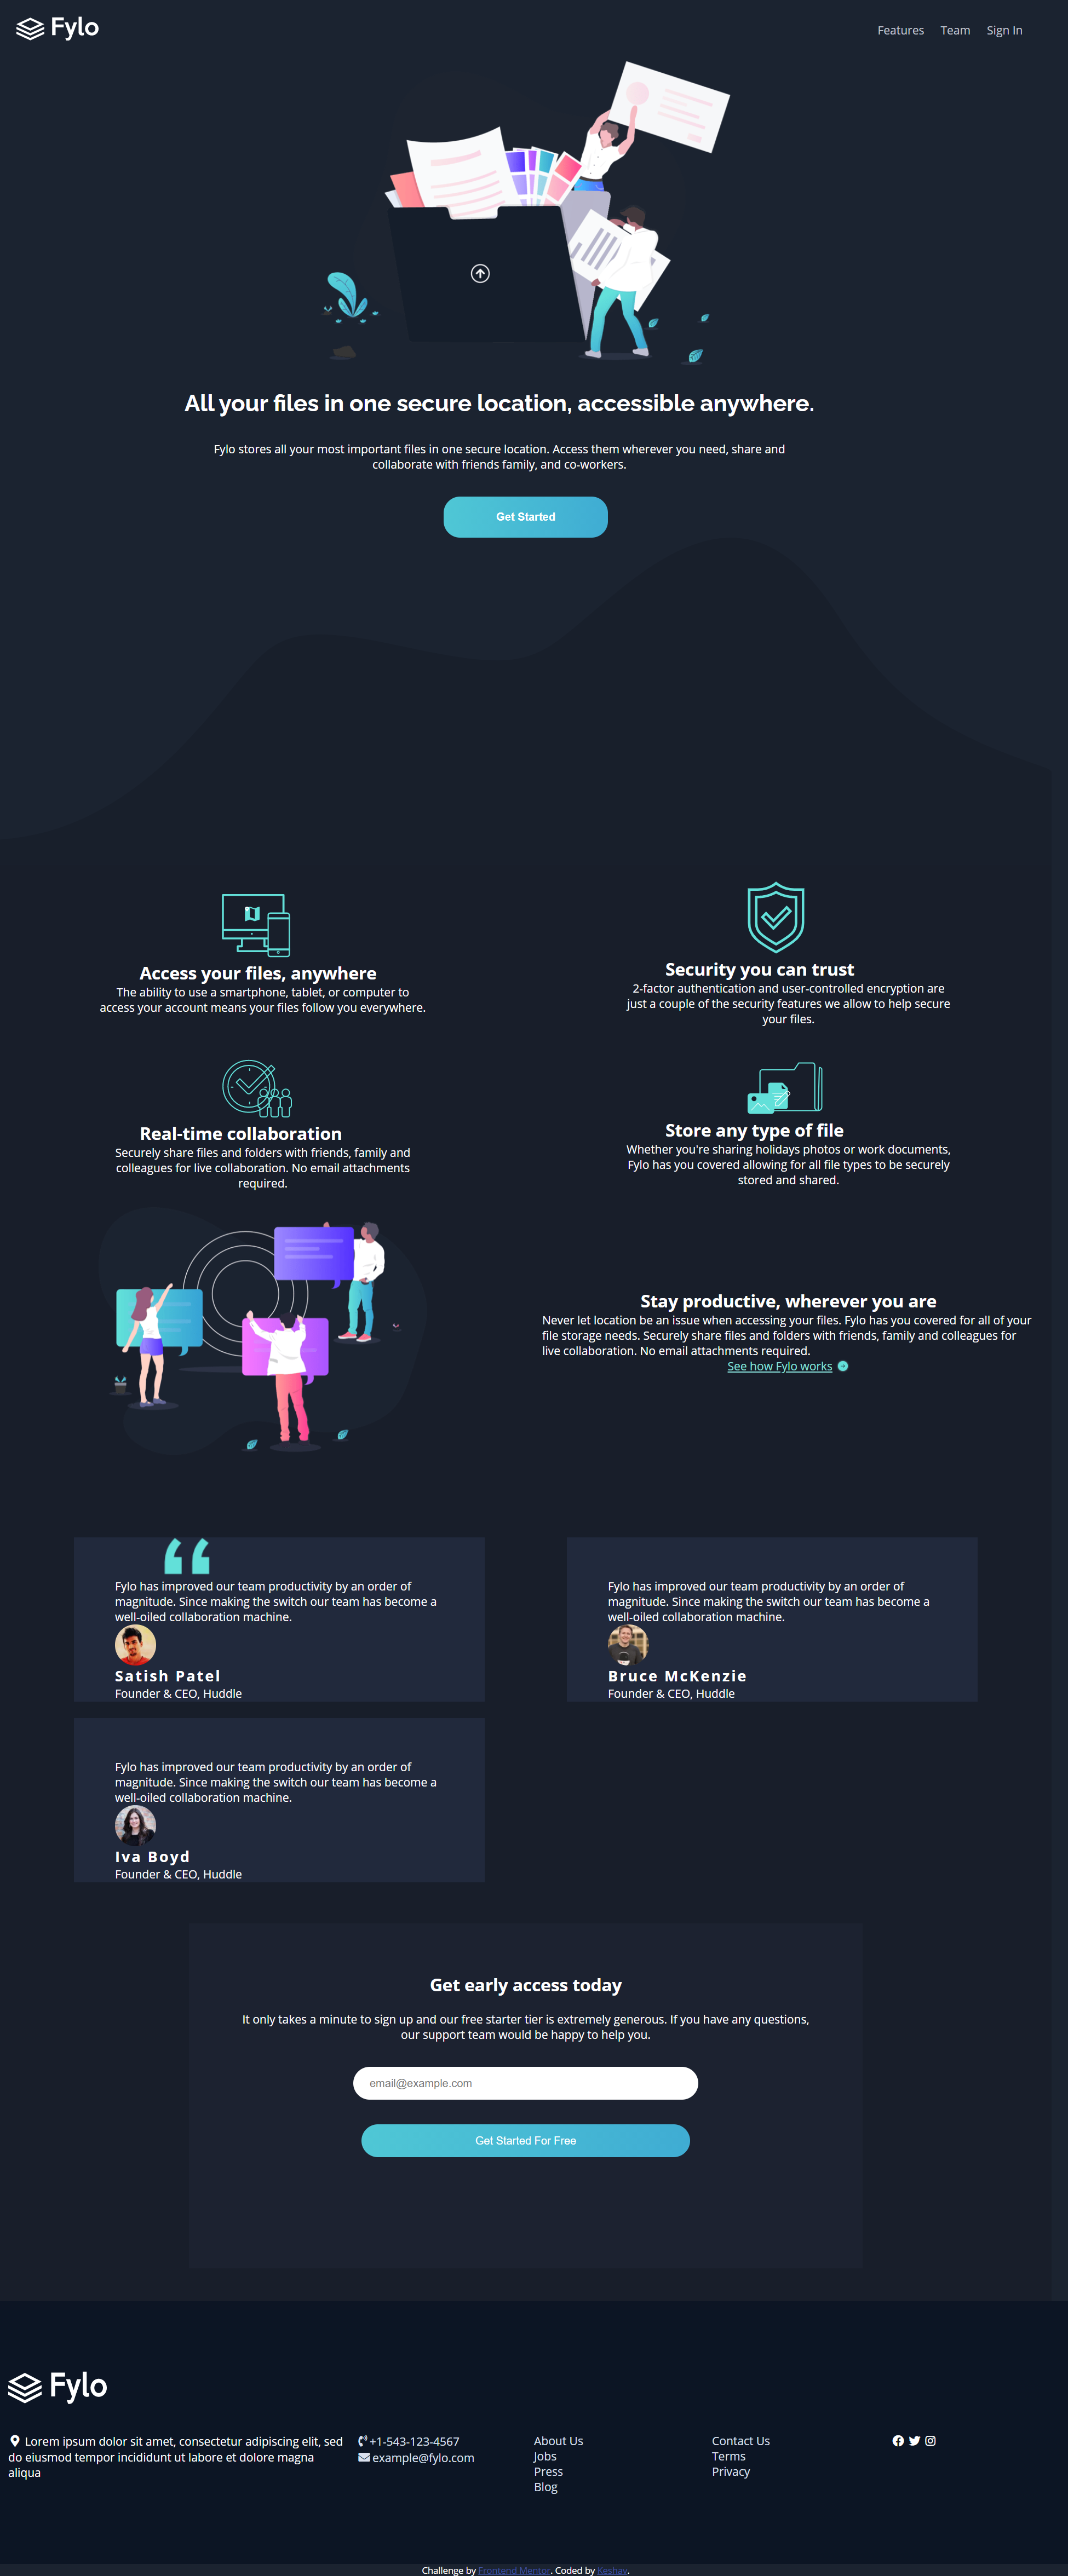 Fylo
Features Team Sign In
All your files in one secure location, accessible anywhere.
Fylo stores all your most important files in one secure location. Access them wherever you need, share and
collaborate with friends family, and co-workers.
Get Started
Access your files, anywhere
The ability to use a smartphone, tablet, or computer to
access your account means your files follow you everywhere.
Security you can trust
2-factor authentication and user-controlled encryption are
just a couple of the security features we allow to help secure
your files.
Real-time collaboration
Securely share files and folders with friends, family and
colleagues for live collaboration. No email attachments
required.
Store any type of file
Whether you're sharing holidays photos or work documents,
Fylo has you covered allowing for all file types to be securely
stored and shared.
Stay productive, wherever you are
Never let location be an issue when accessing your files. Fylo has you covered for all of your
file storage needs. Securely share files and folders with friends, family and colleagues for
live collaboration. No email attachments required.
See how Fylo works
Fylo has improved our team productivity by an order of
magnitude. Since making the switch our team has become a
well-oiled collaboration machine.
Satish Patel
Founder & CEO, Huddle
Fylo has improved our team productivity by an order of
magnitude. Since making the switch our team has become a
well-oiled collaboration machine.
Bruce McKenzie
Founder & CEO, Huddle
Fylo has improved our team productivity by an order of
magnitude. Since making the switch our team has become a
well-oiled collaboration machine.
Iva Boyd
Founder & CEO, Huddle
Get early access today
It only takes a minute to sign up and our free starter tier is extremely generous. If you have any questions,
our support team would be happy to help you.
email@example.com
Get Started For Free
Fylo
Lorem ipsum dolor sit amet, consectetur adipiscing elit, sed
do eiusmod tempor incididunt ut labore et dolore magna
aliqua
+1-543-123-4567
example@fylo.com
About Us
Jobs
Press
Blog
Contact Us
Terms
Privacy
Challenge by Frontend Mentor. Coded by Keshav.